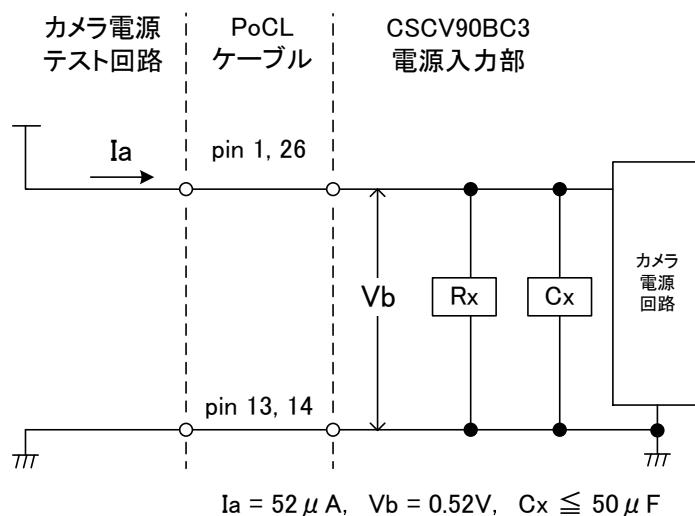 カメラ電源
テスト回路
PoCL
ケーブル
CSCV90BC3
電源入力部
Ia
pin 1, 26
Vb
Rx
Cx
カメラ
電源
回路
pin 13, 14
Ia = 52μA, Vb = 0.52V, Cx ≦ 50μF